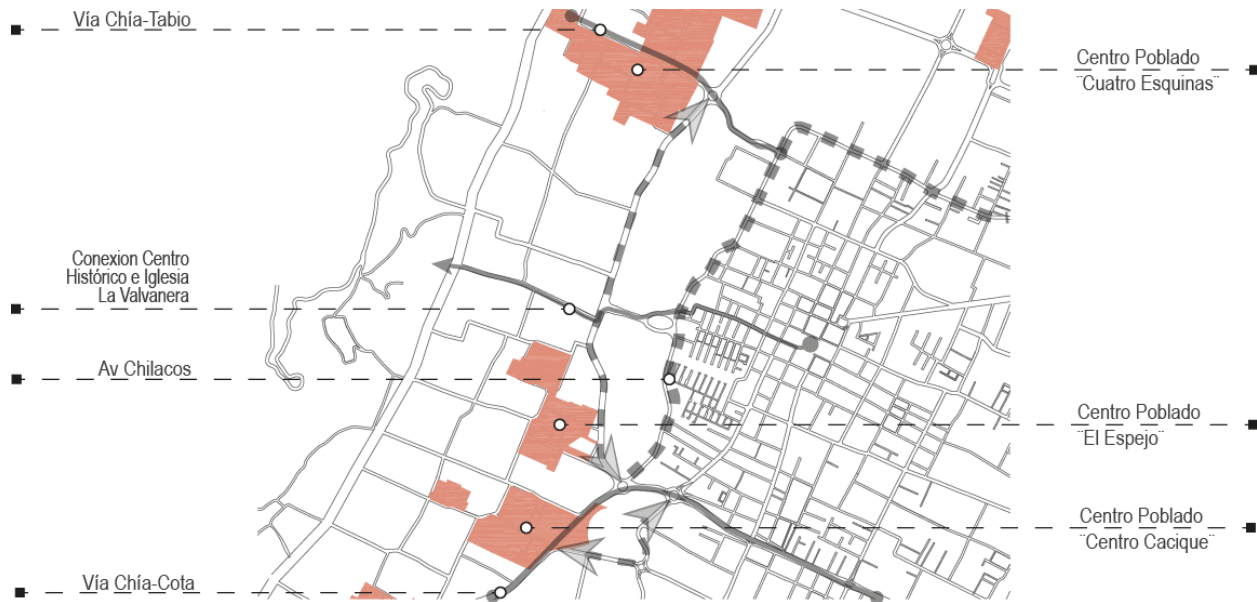 Vía Chía-Tabio
Centro Poblado
¨Cuatro Esquinas¨
Conexion Centro
Histórico e Iglesia
La Valvanera
Av Chilacos
Centro Poblado
¨El Espejo¨
Centro Poblado
¨Centro Cacique¨
Vía Chía-Cota